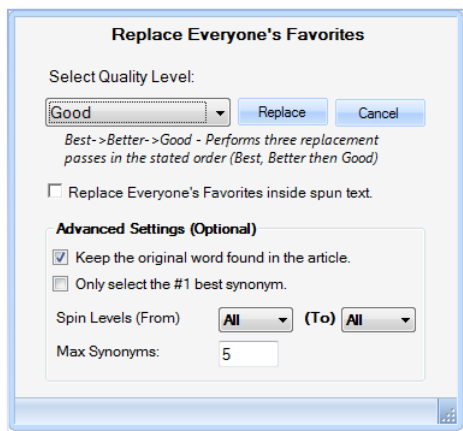 Replace Everyone's Favorites
Select Quality Level:
Good Replace Cancel
Best->Better->Good - Performs three replacement
passes in the stated order (Best, Better then Good)
Replace Everyone's Favorites inside spun text.
Advanced Settings (Optional)
Keep the original word found in the article.
Only select the #1 best synonym.
Spin Levels (From) All (To) All
Max Synonyms: 5